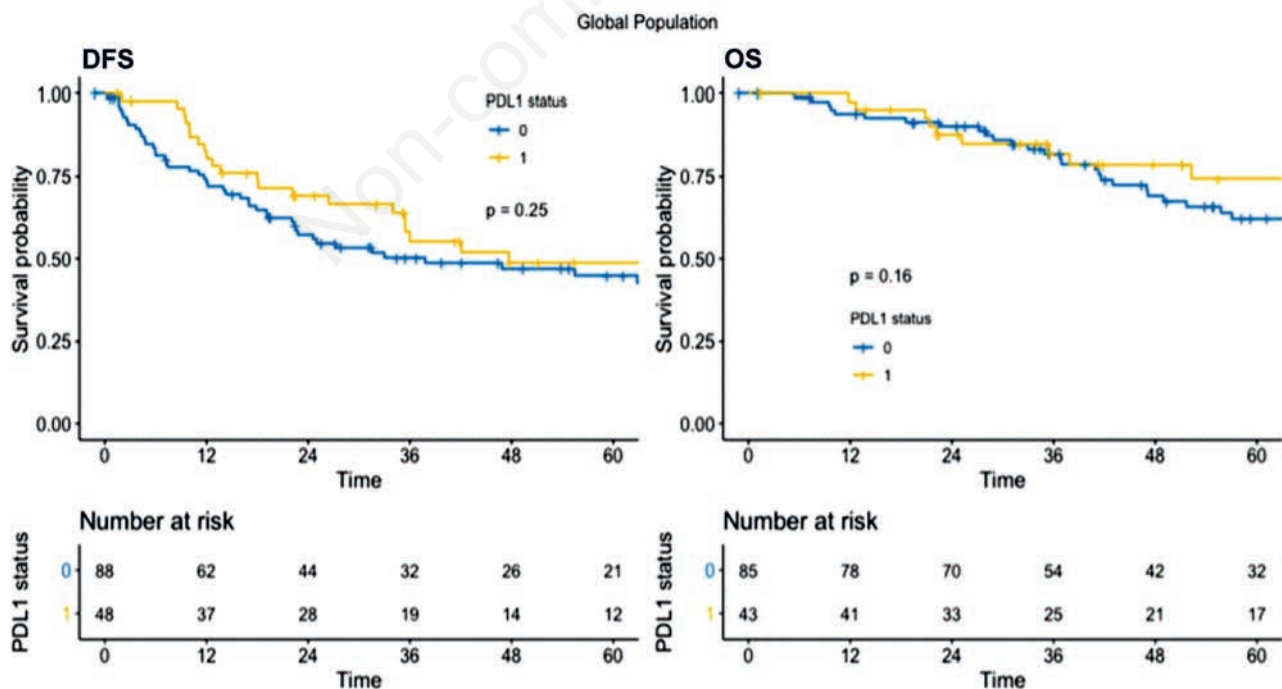 Non-com
Global Population
DFS
Survival probability
1.00
0.75
0.50
0.25
0.00
PDL1 status
0
1
p = 0.25
0 12 24 36 48 60
Time
Number at risk
PDL1 status
0 88 62 44 32 26 21
1 48 37 28 19 14 12
0 12 24 36 48 60
Time
OS
Survival probability
1.00
0.75
0.50
0.25
0.00
p = 0.16
PDL1 status
0
1
0 12 24 36 48 60
Time
Number at risk
PDL1 status
0 85 78 70 54 42 32
1 43 41 33 25 21 17
0 12 24 36 48 60
Time